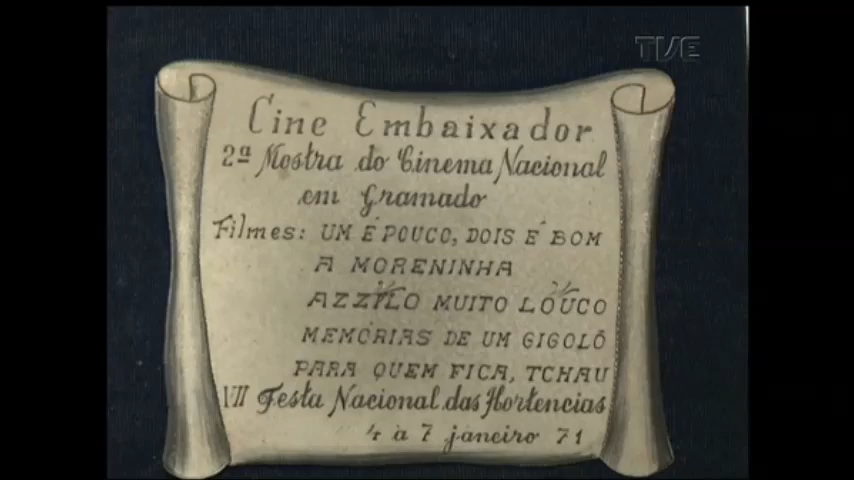 TVE
Cine Embaixador
2ª Mostra do Cinema Nacional
em Gramado
Filmes: UM É POUCO, DOIS É BOM
A MORENINHA
AZZILO MUITO LOUCO
MEMÓRIAS DE UM GIGOLÔ
PARA QUEM FICA, TCHAU
VII Festa Nacional das Hortencias
4 a 7 janeiro 71